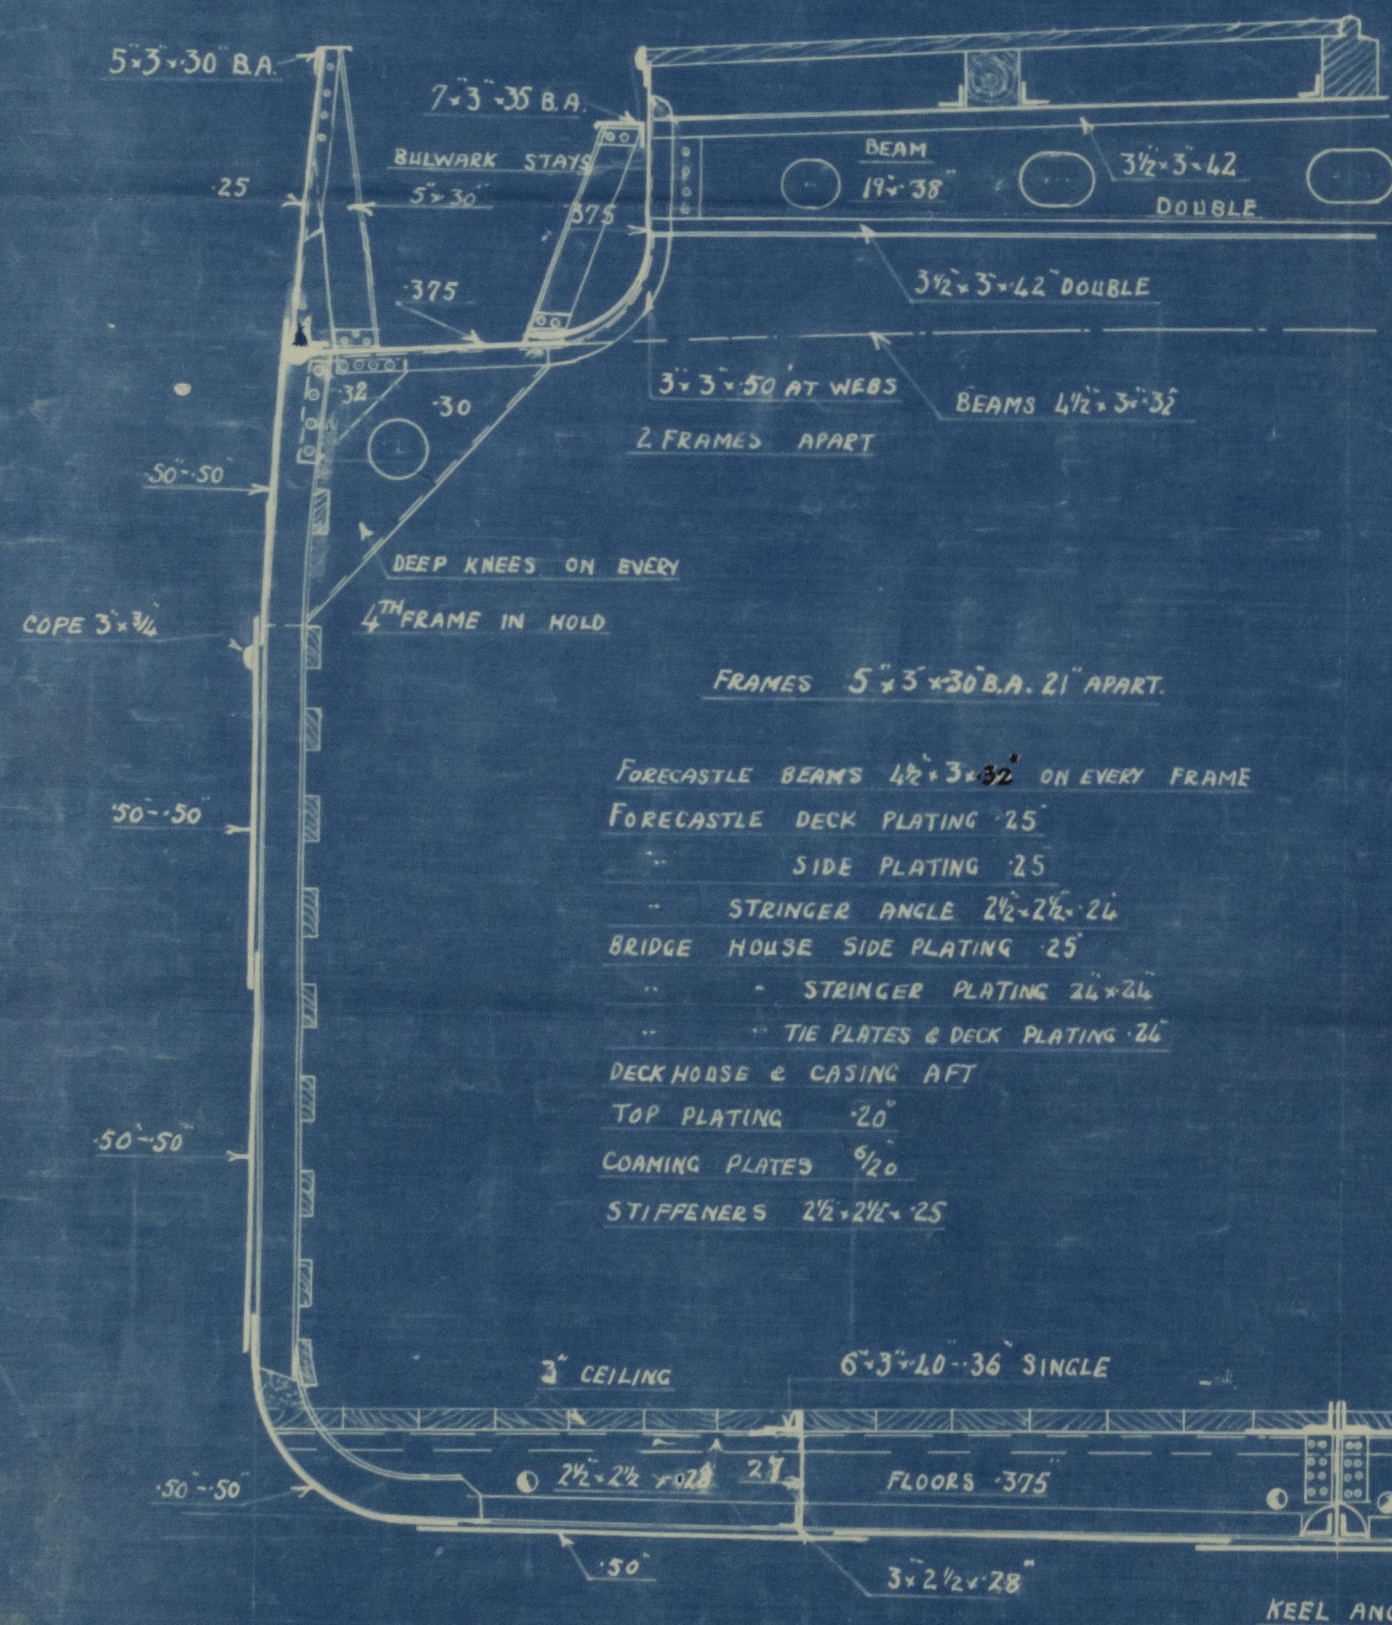 5"×3"×·30" B.A.
7"×3"×·35 B.A.
BULWARK STAYS
5"×·30"
·25
·375
·375
BEAM
19"×·38"
3½"×3"×·42
DOUBLE
3½"×3"×·42" DOUBLE
3"×3"×·50 AT WEBS
2 FRAMES APART
BEAMS 4½"×3"×·32"
·32
·30
·50"-·50"
DEEP KNEES ON EVERY
4TH FRAME IN HOLD
COPE 3"×¾"
FRAMES 5"×3"×·30" B.A. 21" APART.
FORECASTLE BEAMS 4½"×3×·32" ON EVERY FRAME
FORECASTLE DECK PLATING ·25"
" SIDE PLATING ·25
" STRINGER ANGLE 2½×2½×·24
·50"-·50"
BRIDGE HOUSE SIDE PLATING ·25"
" " STRINGER PLATING 24"×·24"
" " TIE PLATES & DECK PLATING ·24"
DECKHOUSE & CASING AFT
TOP PLATING ·20"
·50"-·50"
COAMING PLATES 6/20"
STIFFENERS 2½"×2½"×·25
3" CEILING
6"×3"×·40-·36" SINGLE
·50"-·50"
2½"×2½
FLOORS ·375"
·50"
3×2½×·28"
KEEL